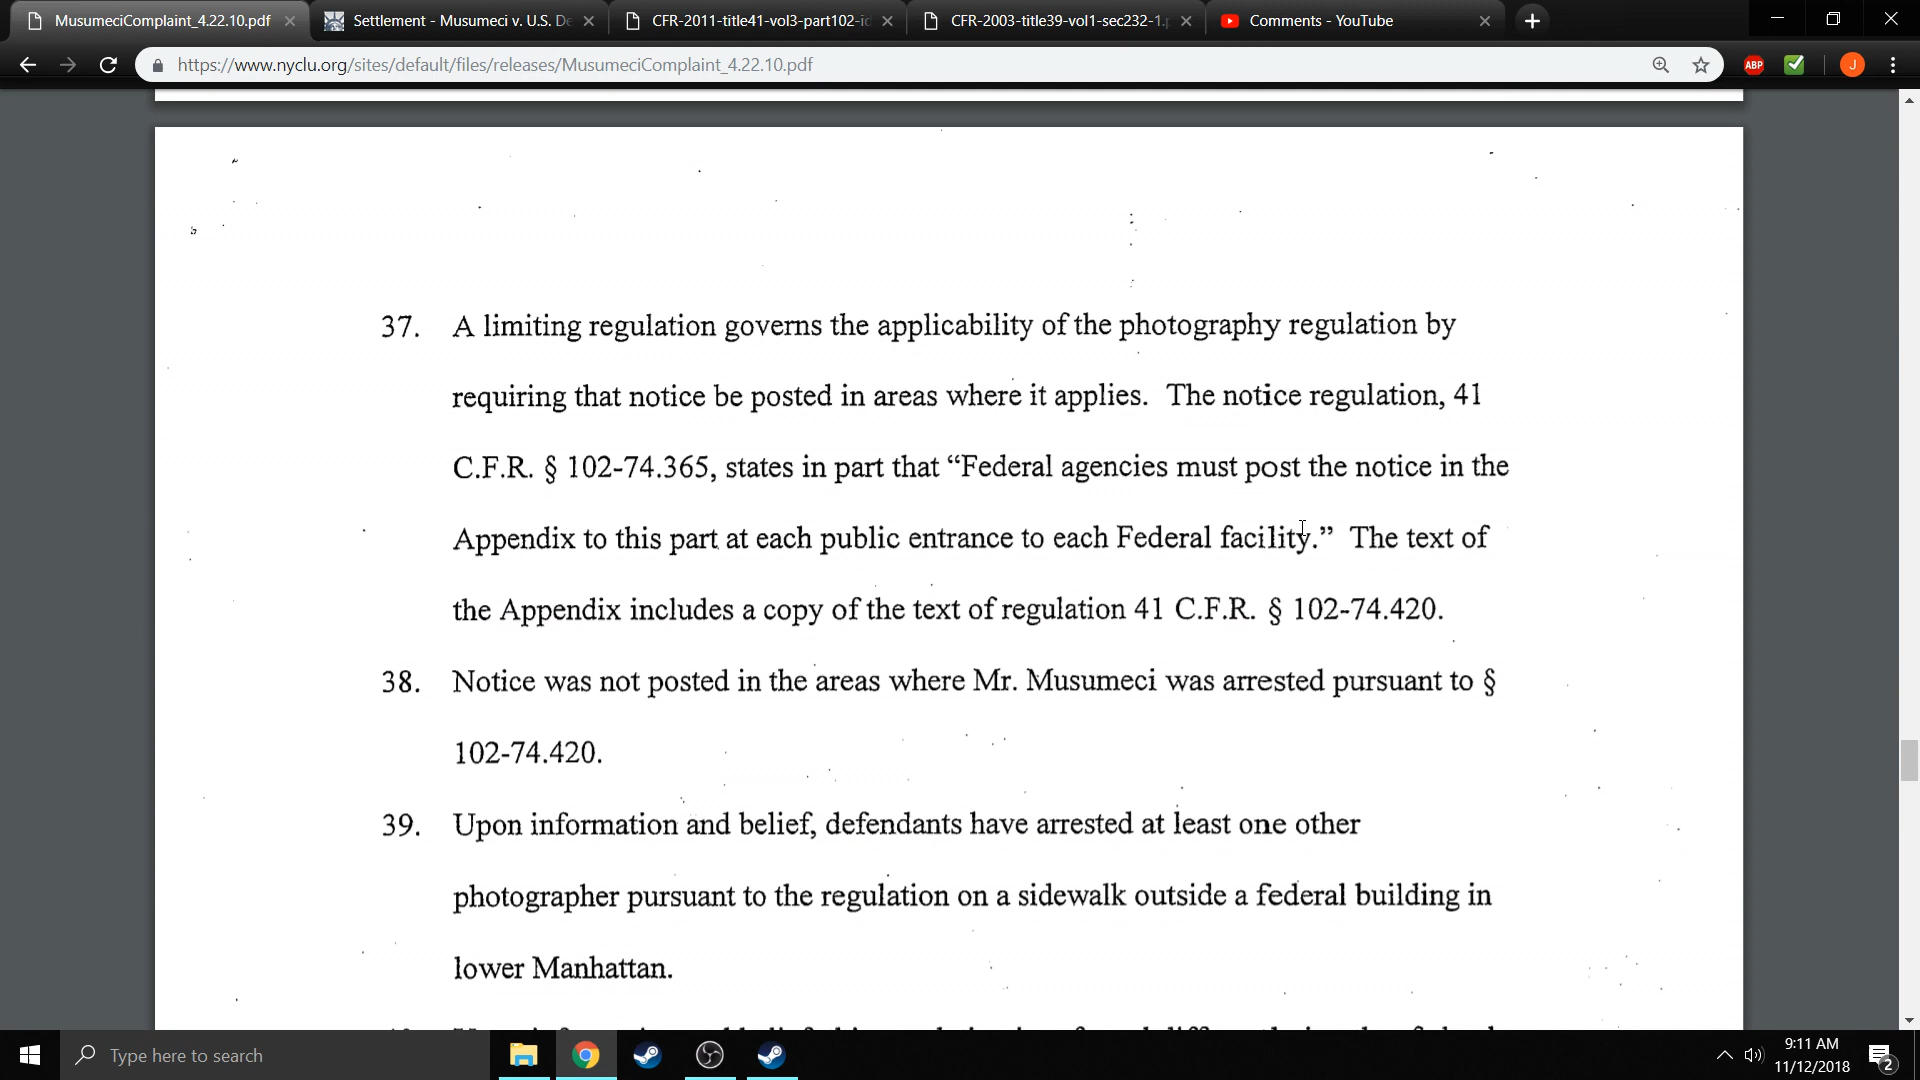 MusumeciComplaint_4.22.10.pdf
Settlement - Musumeci v. U.S. De
CFR-2011-title41-vol3-part102-id
CFR-2003-title39-vol1-sec232-1.p
Comments - YouTube
https://www.nyclu.org/sites/default/files/releases/MusumeciComplaint_4.22.10.pdf
ABP
J
37. A limiting regulation governs the applicability of the photography regulation by
requiring that notice be posted in areas where it applies. The notice regulation, 41
C.F.R. § 102-74.365, states in part that “Federal agencies must post the notice in the
Appendix to this part at each public entrance to each Federal facility.” The text of
the Appendix includes a copy of the text of regulation 41 C.F.R. § 102-74.420.
38. Notice was not posted in the areas where Mr. Musumeci was arrested pursuant to §
102-74.420.
39. Upon information and belief, defendants have arrested at least one other
photographer pursuant to the regulation on a sidewalk outside a federal building in
lower Manhattan.
Type here to search
9:11 AM
11/12/2018
2